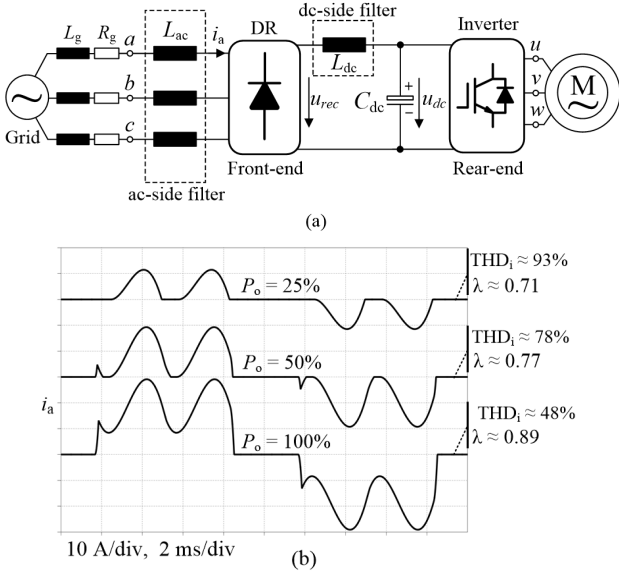 dc-side filter
L_g R_g a L_ac i_a DR L_dc Inverter
u
b u_rec C_dc + u_dc v M
− w
Grid c
Front-end Rear-end
ac-side filter
(a)
THD_i ≈ 93%
P_o = 25% λ ≈ 0.71
THD_i ≈ 78%
P_o = 50% λ ≈ 0.77
i_a THD_i ≈ 48%
P_o = 100% λ ≈ 0.89
10 A/div, 2 ms/div (b)